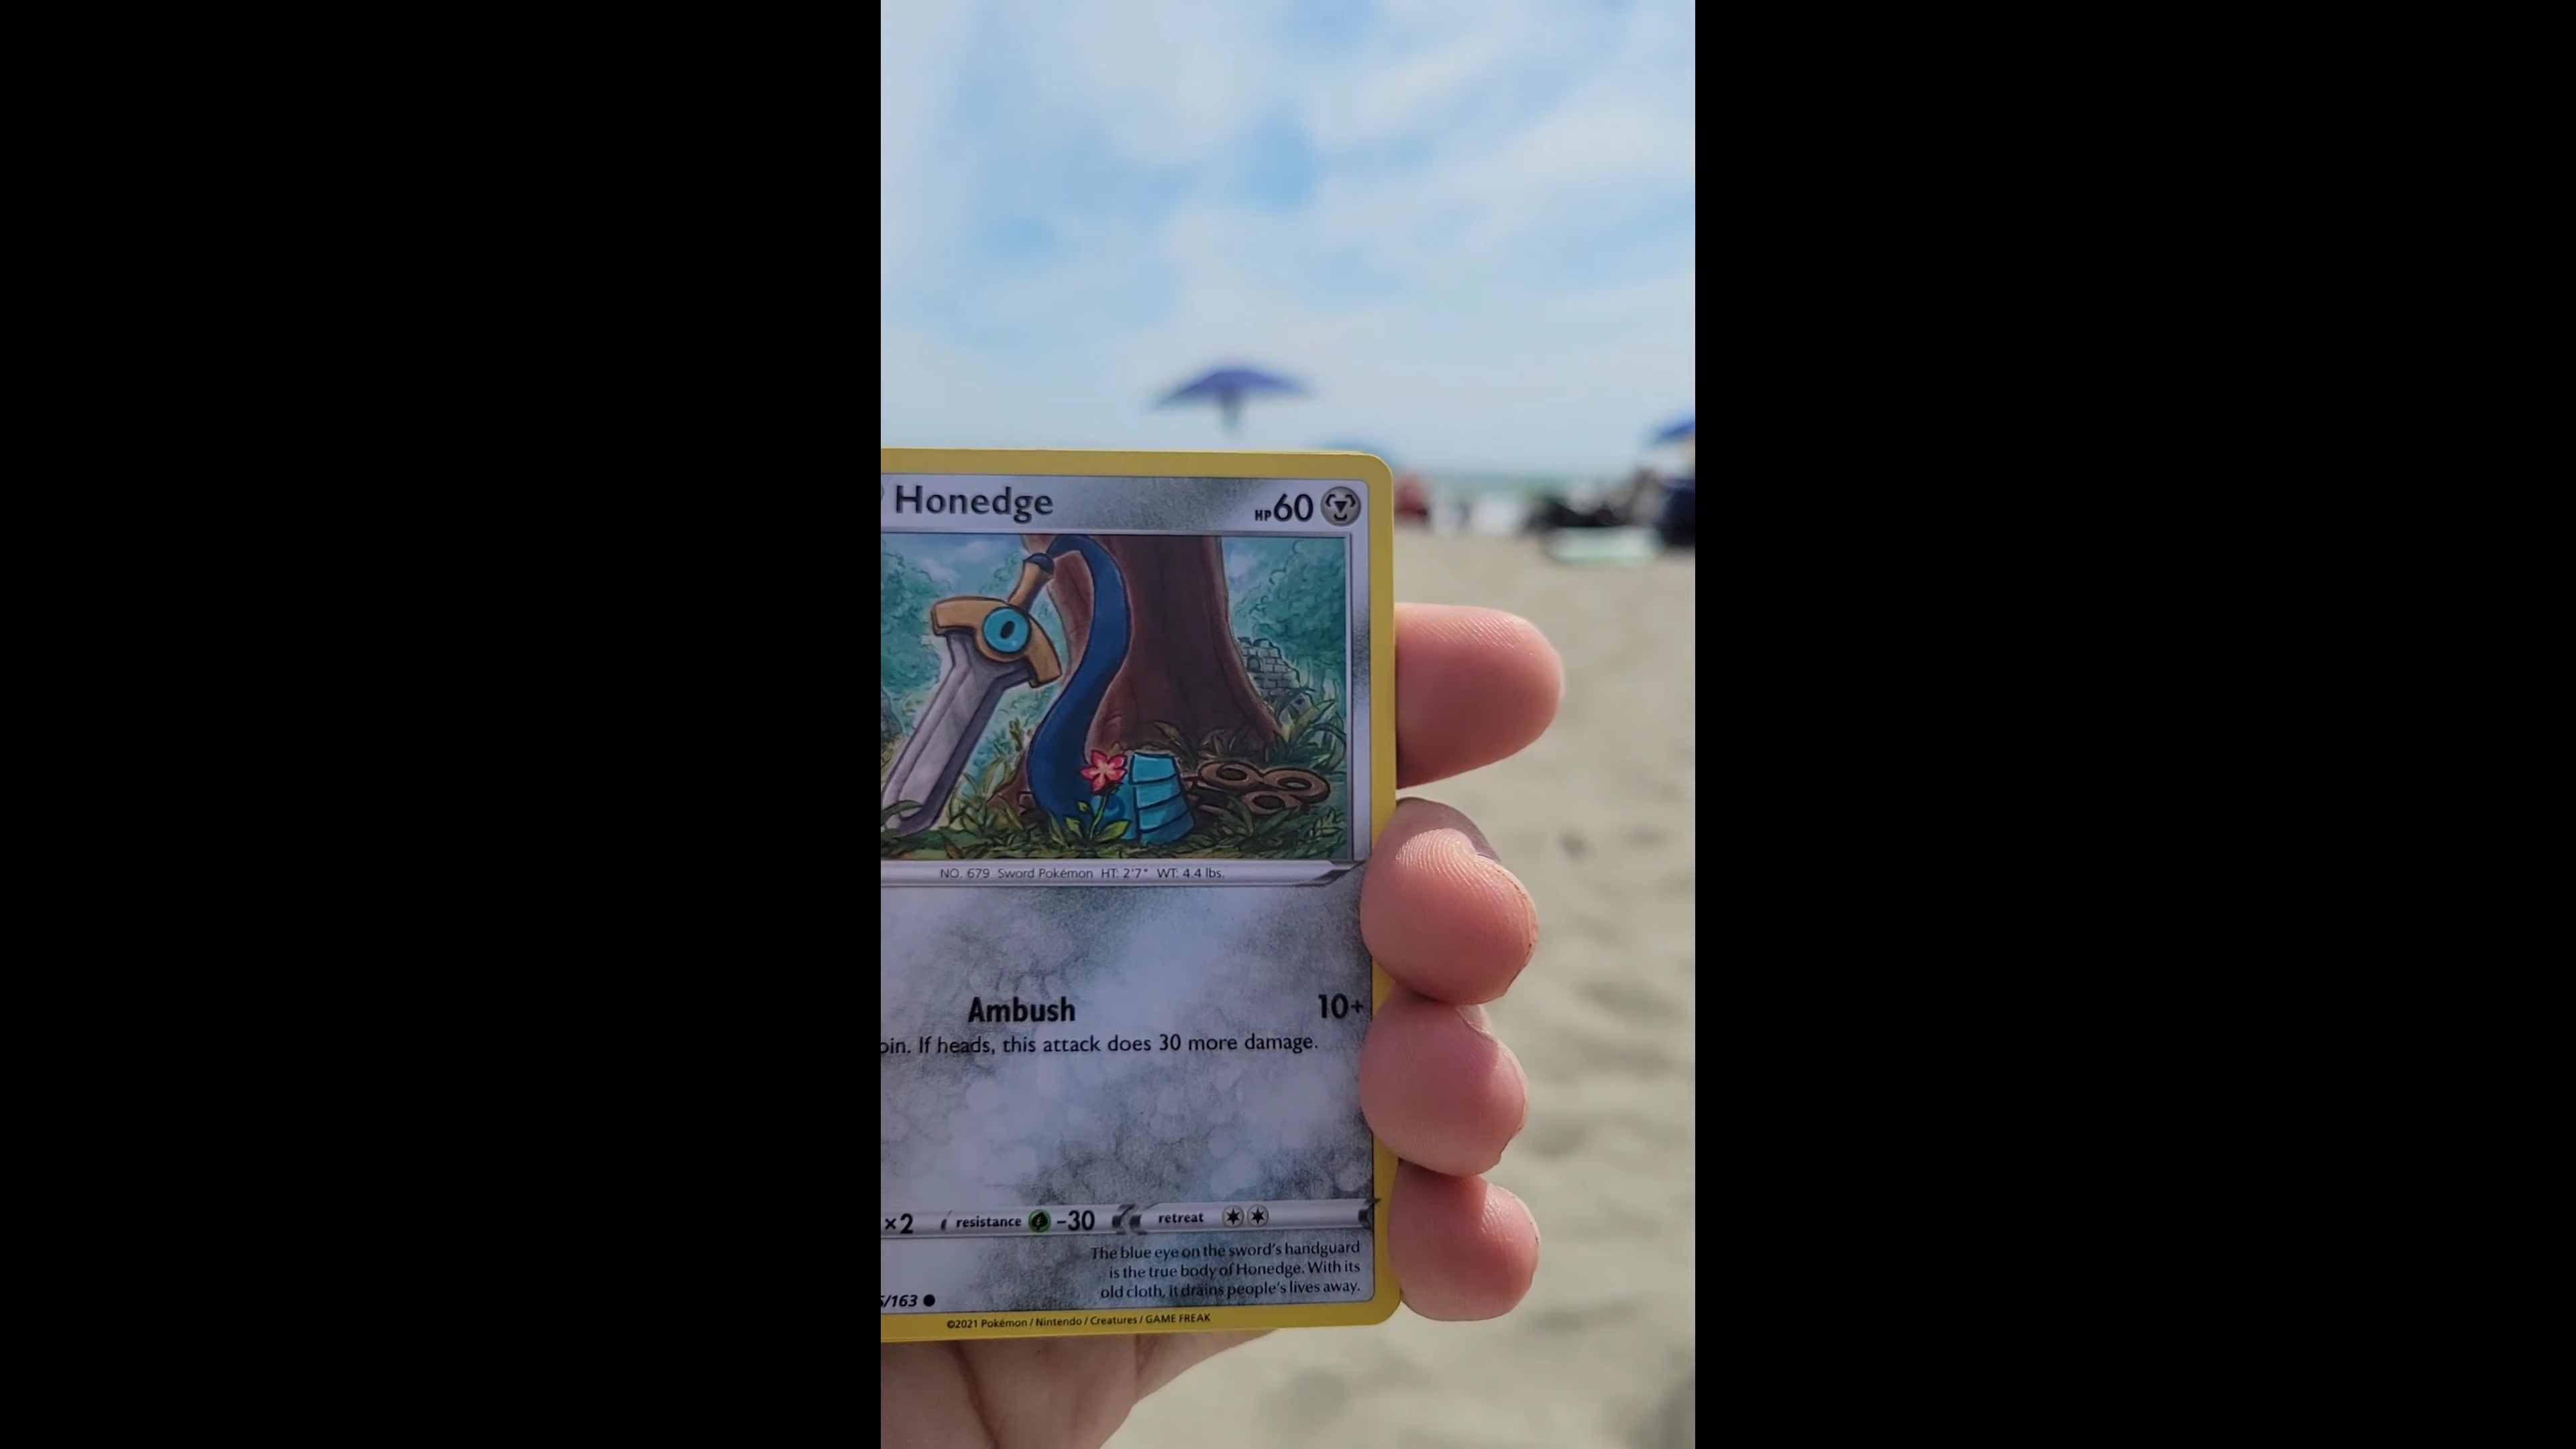 Honedge HP60
NO. 679 Sword Pokémon HT: 2'7" WT: 4.4 lbs.
Ambush 10+
If heads, this attack does 30 more damage.
×2 resistance -30 retreat
The blue eye on the sword's handguard
is the true body of Honedge. With its
old cloth, it drains people's lives away.
/163
©2021 Pokémon / Nintendo / Creatures / GAME FREAK